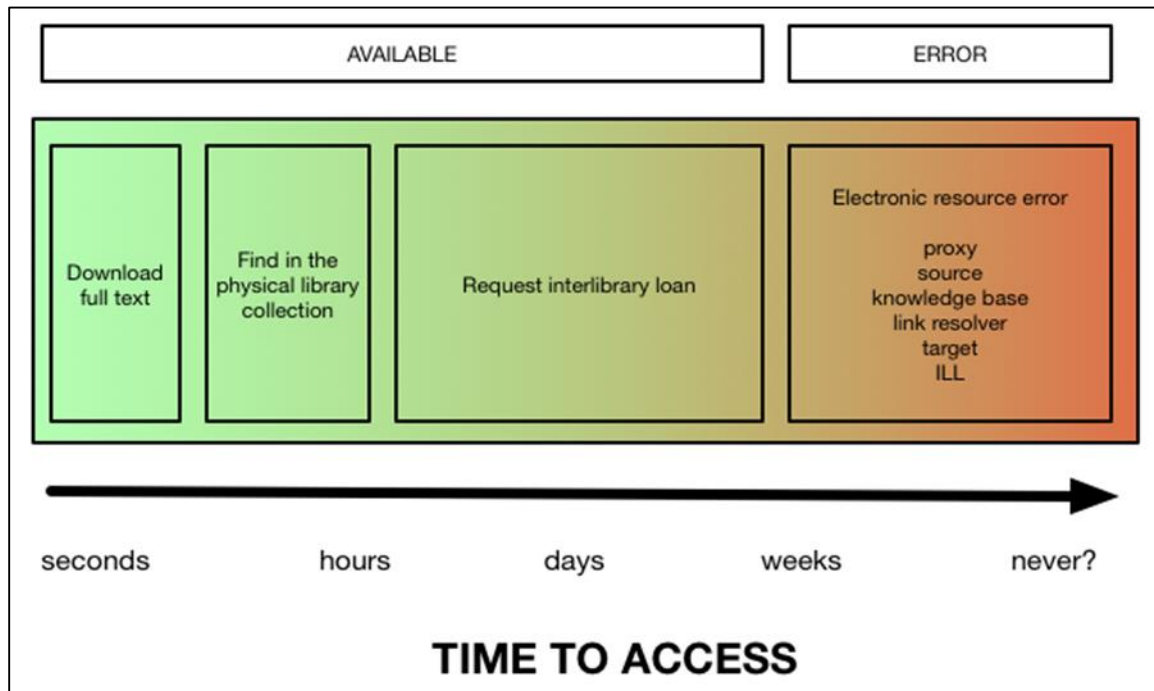 AVAILABLE
ERROR
Download
full text
Find in the
physical library
collection
Request interlibrary loan
Electronic resource error
proxy
source
knowledge base
link resolver
target
ILL
seconds
hours
days
weeks
never?
TIME TO ACCESS